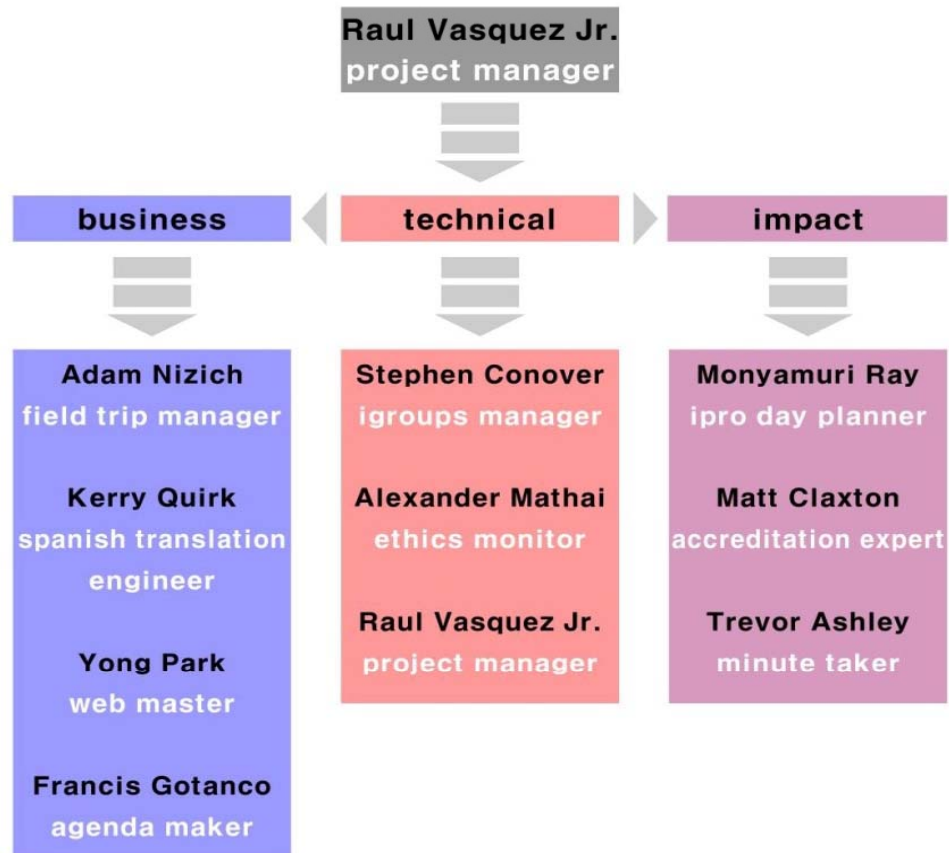 Raul Vasquez Jr.
project manager
business
technical
impact
Adam Nizich
field trip manager
Kerry Quirk
spanish translation
engineer
Yong Park
web master
Francis Gotanco
agenda maker
Stephen Conover
igroups manager
Alexander Mathai
ethics monitor
Raul Vasquez Jr.
project manager
Monyamuri Ray
ipro day planner
Matt Claxton
accreditation expert
Trevor Ashley
minute taker